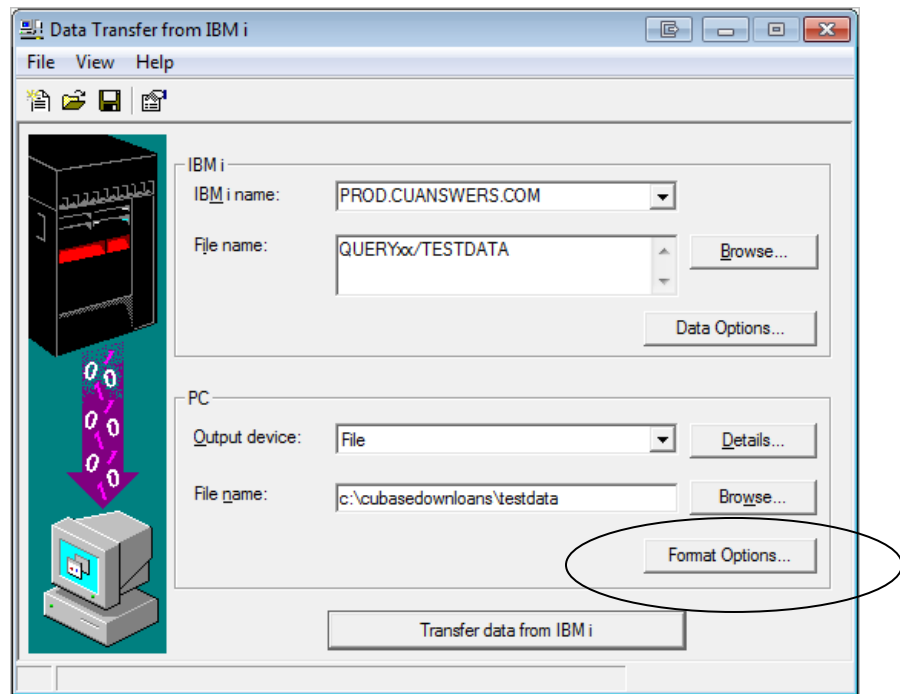 Data Transfer from IBM i
File View Help
IBM i
IBM i name:
PROD.CUANSWERS.COM
File name:
QUERYxx/TESTDATA
Browse...
Data Options...
PC
Output device:
File
Details...
File name:
c:\cubasedownloans\testdata
Browse...
Format Options...
Transfer data from IBM i